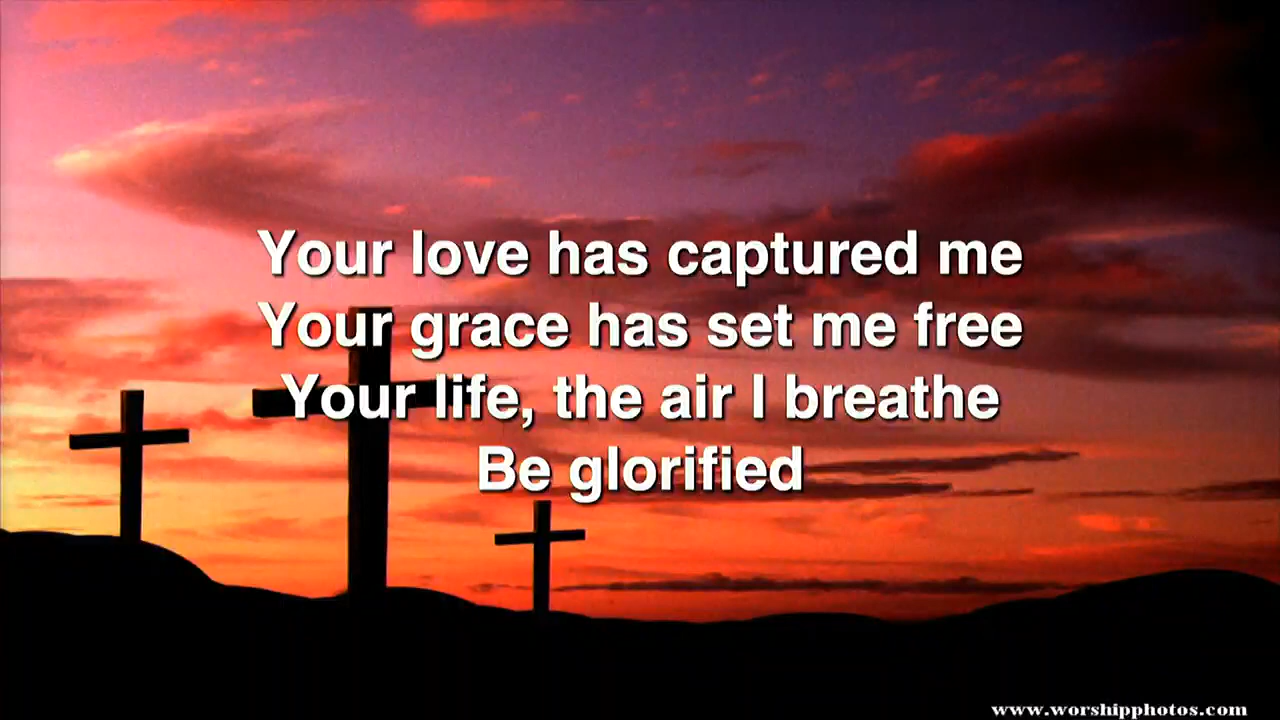 Your love has captured me
Your grace has set me free
Your life, the air I breathe
Be glorified
www.worshipphotos.com